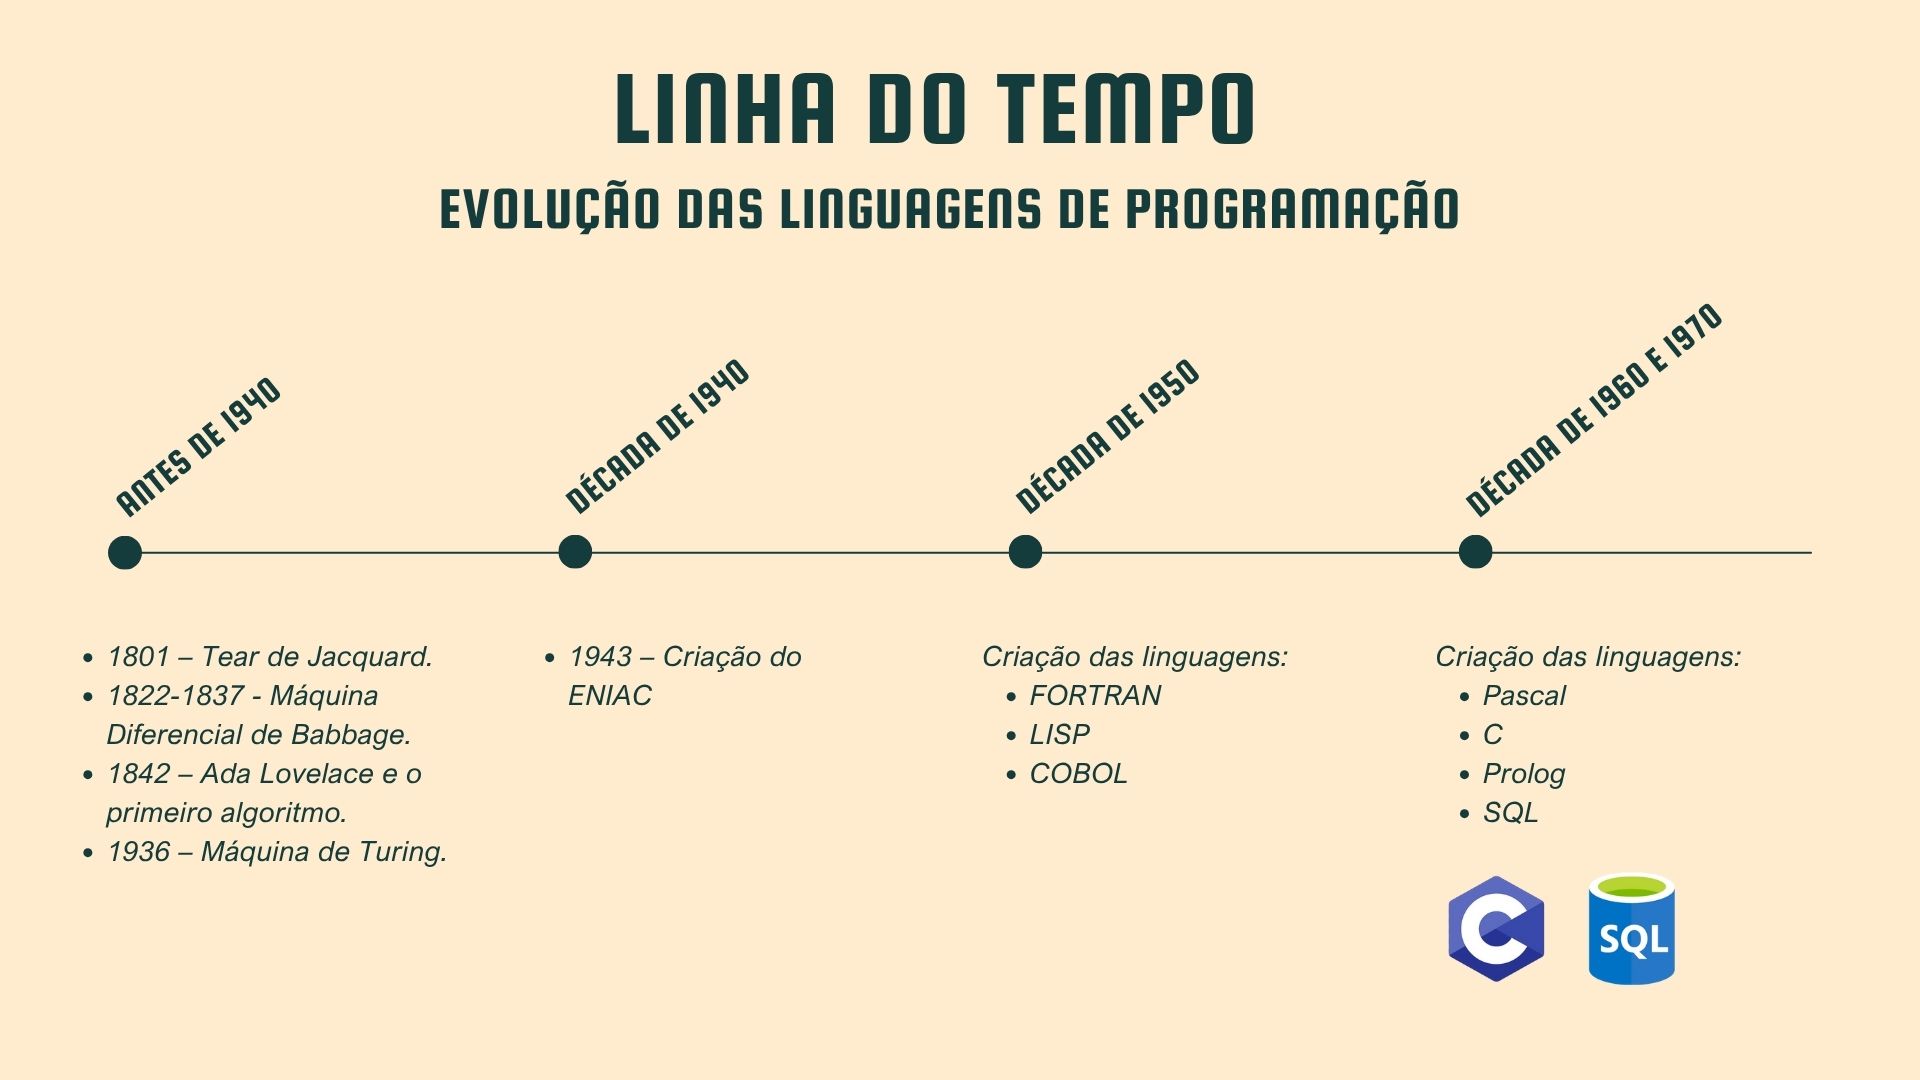 LINHA DO TEMPO
EVOLUÇÃO DAS LINGUAGENS DE PROGRAMAÇÃO
ANTES DE 1940
DÉCADA DE 1940
DÉCADA DE 1950
DÉCADA DE 1960 E 1970
• 1801 – Tear de Jacquard.
• 1822-1837 - Máquina
Diferencial de Babbage.
• 1842 – Ada Lovelace e o
primeiro algoritmo.
• 1936 – Máquina de Turing.
• 1943 – Criação do
ENIAC
Criação das linguagens:
• FORTRAN
• LISP
• COBOL
Criação das linguagens:
• Pascal
• C
• Prolog
• SQL
C
SQL